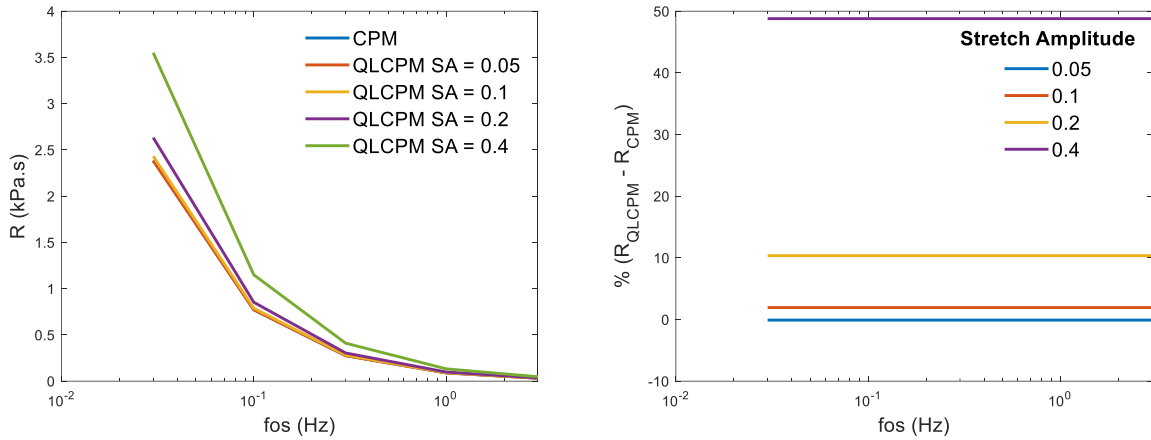 4
3.5
3
2.5
2
1.5
1
0.5
0
R (kPa.s)
10^-2
10^-1
10^0
fos (Hz)
CPM
QLCPM SA = 0.05
QLCPM SA = 0.1
QLCPM SA = 0.2
QLCPM SA = 0.4
50
40
30
20
10
0
-10
% (R_QLCPM - R_CPM)
10^-2
10^-1
10^0
fos (Hz)
Stretch Amplitude
0.05
0.1
0.2
0.4